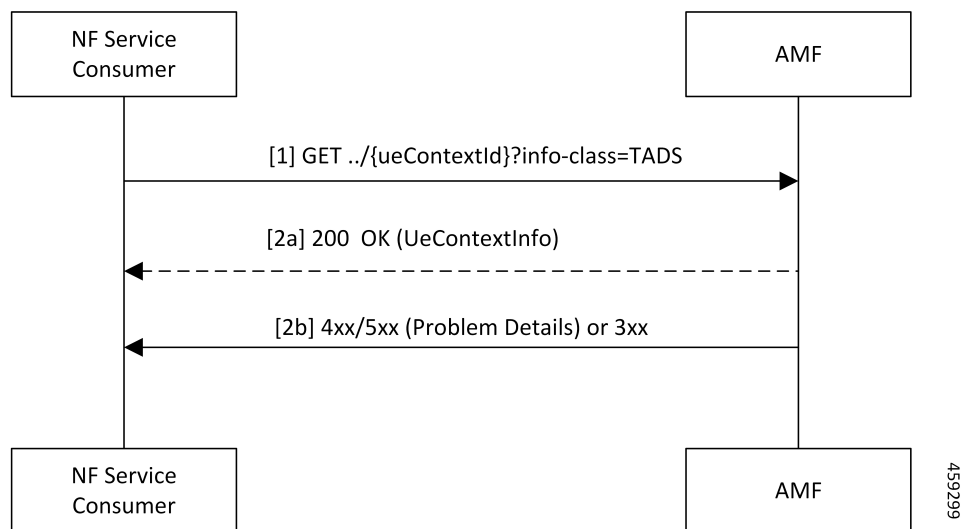 NF Service
Consumer
AMF
[1] GET ../{ueContextId}?info-class=TADS
[2a] 200  OK (UeContextInfo)
[2b] 4xx/5xx (Problem Details) or 3xx
NF Service
Consumer
AMF
459299